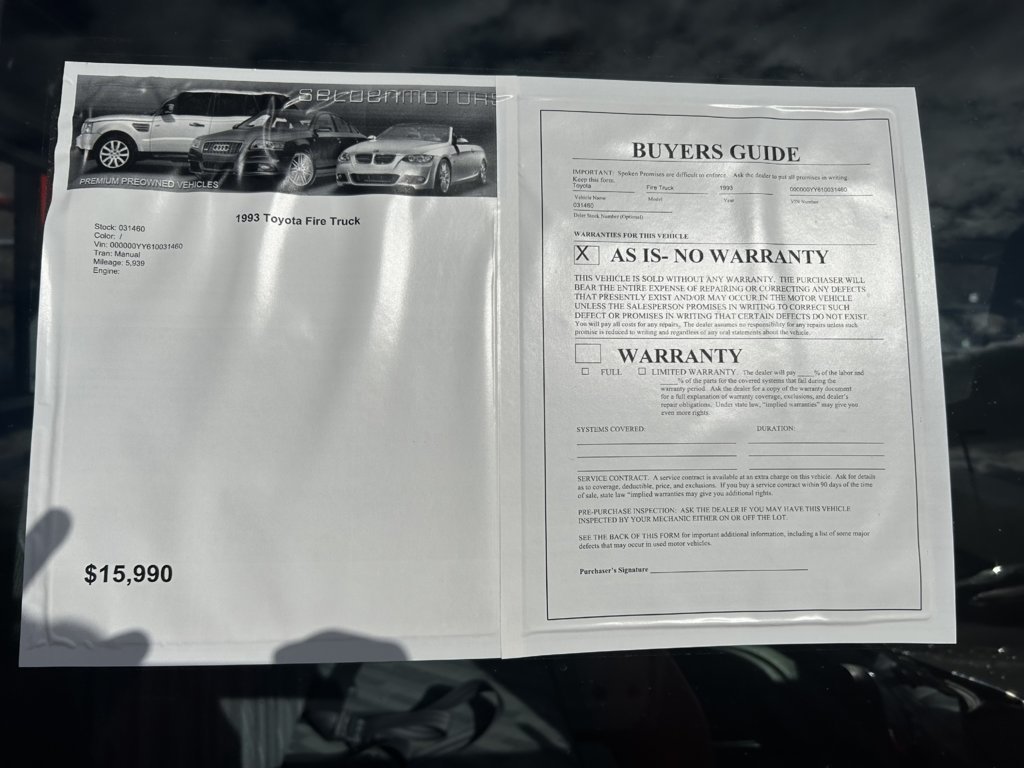 SELDENMOTORS
PREMIUM PREOWNED VEHICLES
1993 Toyota Fire Truck
Stock: 031460
Color: /
Vin: 000000YY610031460
Tran: Manual
Mileage: 5,939
Engine:
$15,990
BUYERS GUIDE
IMPORTANT: Spoken Promises are difficult to enforce. Ask the dealer to put all promises in writing.
Keep this form.
Toyota Fire Truck 1993 000000YY610031460
Vehicle Name Model Year VIN Number
031460
Deler Stock Number (Optional)
WARRANTIES FOR THIS VEHICLE
X AS IS- NO WARRANTY
THIS VEHICLE IS SOLD WITHOUT ANY WARRANTY. THE PURCHASER WILL
BEAR THE ENTIRE EXPENSE OF REPAIRING OR CORRECTING ANY DEFECTS
THAT PRESENTLY EXIST AND/OR MAY OCCUR IN THE MOTOR VEHICLE
UNLESS THE SALESPERSON PROMISES IN WRITING TO CORRECT SUCH
DEFECT OR PROMISES IN WRITING THAT CERTAIN DEFECTS DO NOT EXIST.
You will pay all costs for any repairs. The dealer assumes no responsibility for any repairs unless such
promise is reduced to writing and regardless of any oral statements about the vehicle.
WARRANTY
FULL LIMITED WARRANTY. The dealer will pay ____% of the labor and
____% of the parts for the covered systems that fail during the
warranty period. Ask the dealer for a copy of the warranty document
for a full explanation of warranty coverage, exclusions, and dealer's
repair obligations. Under state law, "implied warranties" may give you
even more rights.
SYSTEMS COVERED: DURATION:
SERVICE CONTRACT. A service contract is available at an extra charge on this vehicle. Ask for details
as to coverage, deductible, price, and exclusions. If you buy a service contract within 90 days of the time
of sale, state law "implied warranties may give you additional rights.
PRE-PURCHASE INSPECTION: ASK THE DEALER IF YOU MAY HAVE THIS VEHICLE
INSPECTED BY YOUR MECHANIC EITHER ON OR OFF THE LOT.
SEE THE BACK OF THIS FORM for important additional information, including a list of some major
defects that may occur in used motor vehicles.
Purchaser's Signature